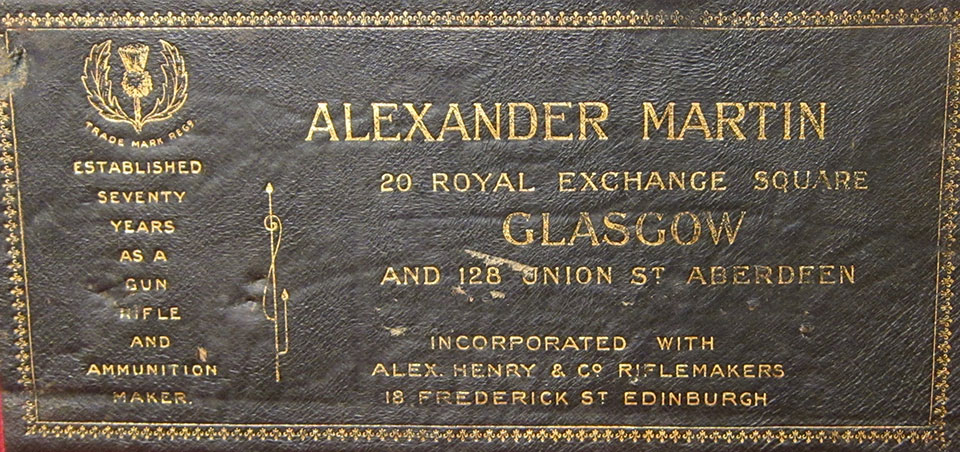 TRADE MARK REGD
ESTABLISHED
SEVENTY
YEARS
AS A
GUN
RIFLE
AND
AMMUNITION
MAKER.
ALEXANDER MARTIN
20 ROYAL EXCHANGE SQUARE
GLASGOW
AND 128 UNION ST ABERDEEN
INCORPORATED WITH
ALEX. HENRY & CO RIFLEMAKERS
18 FREDERICK ST EDINBURGH